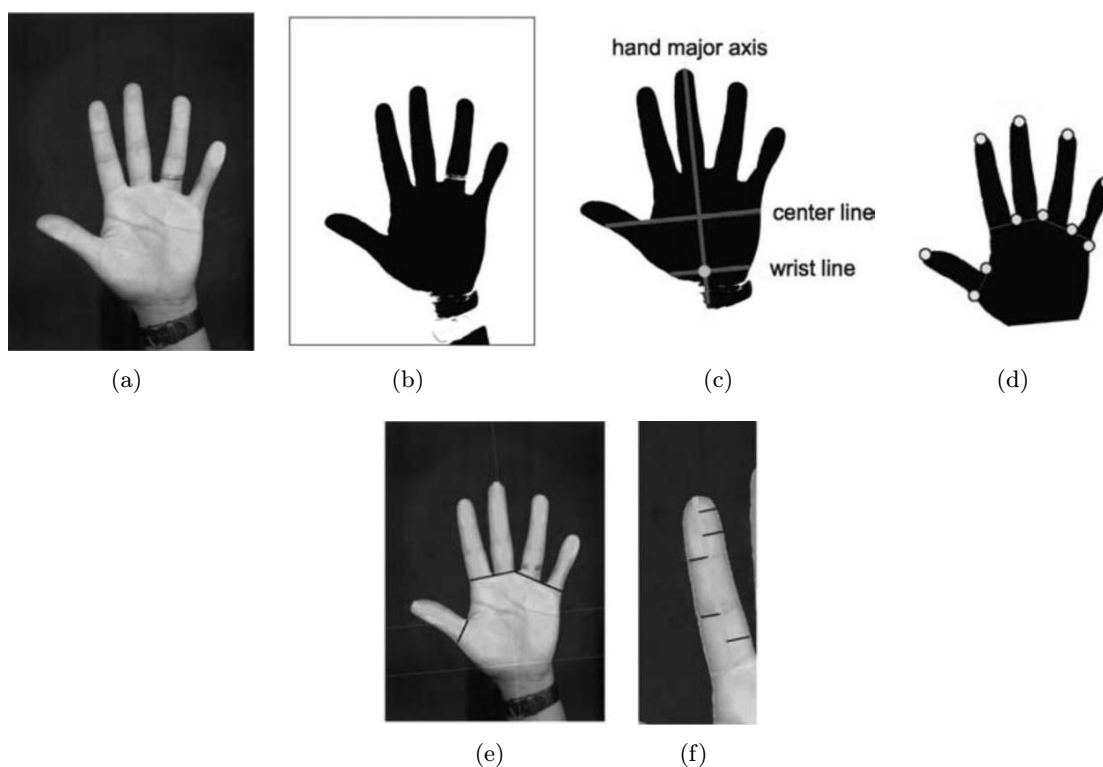 hand major axis
center line
wrist line
(a)
(b)
(c)
(d)
(e)
(f)